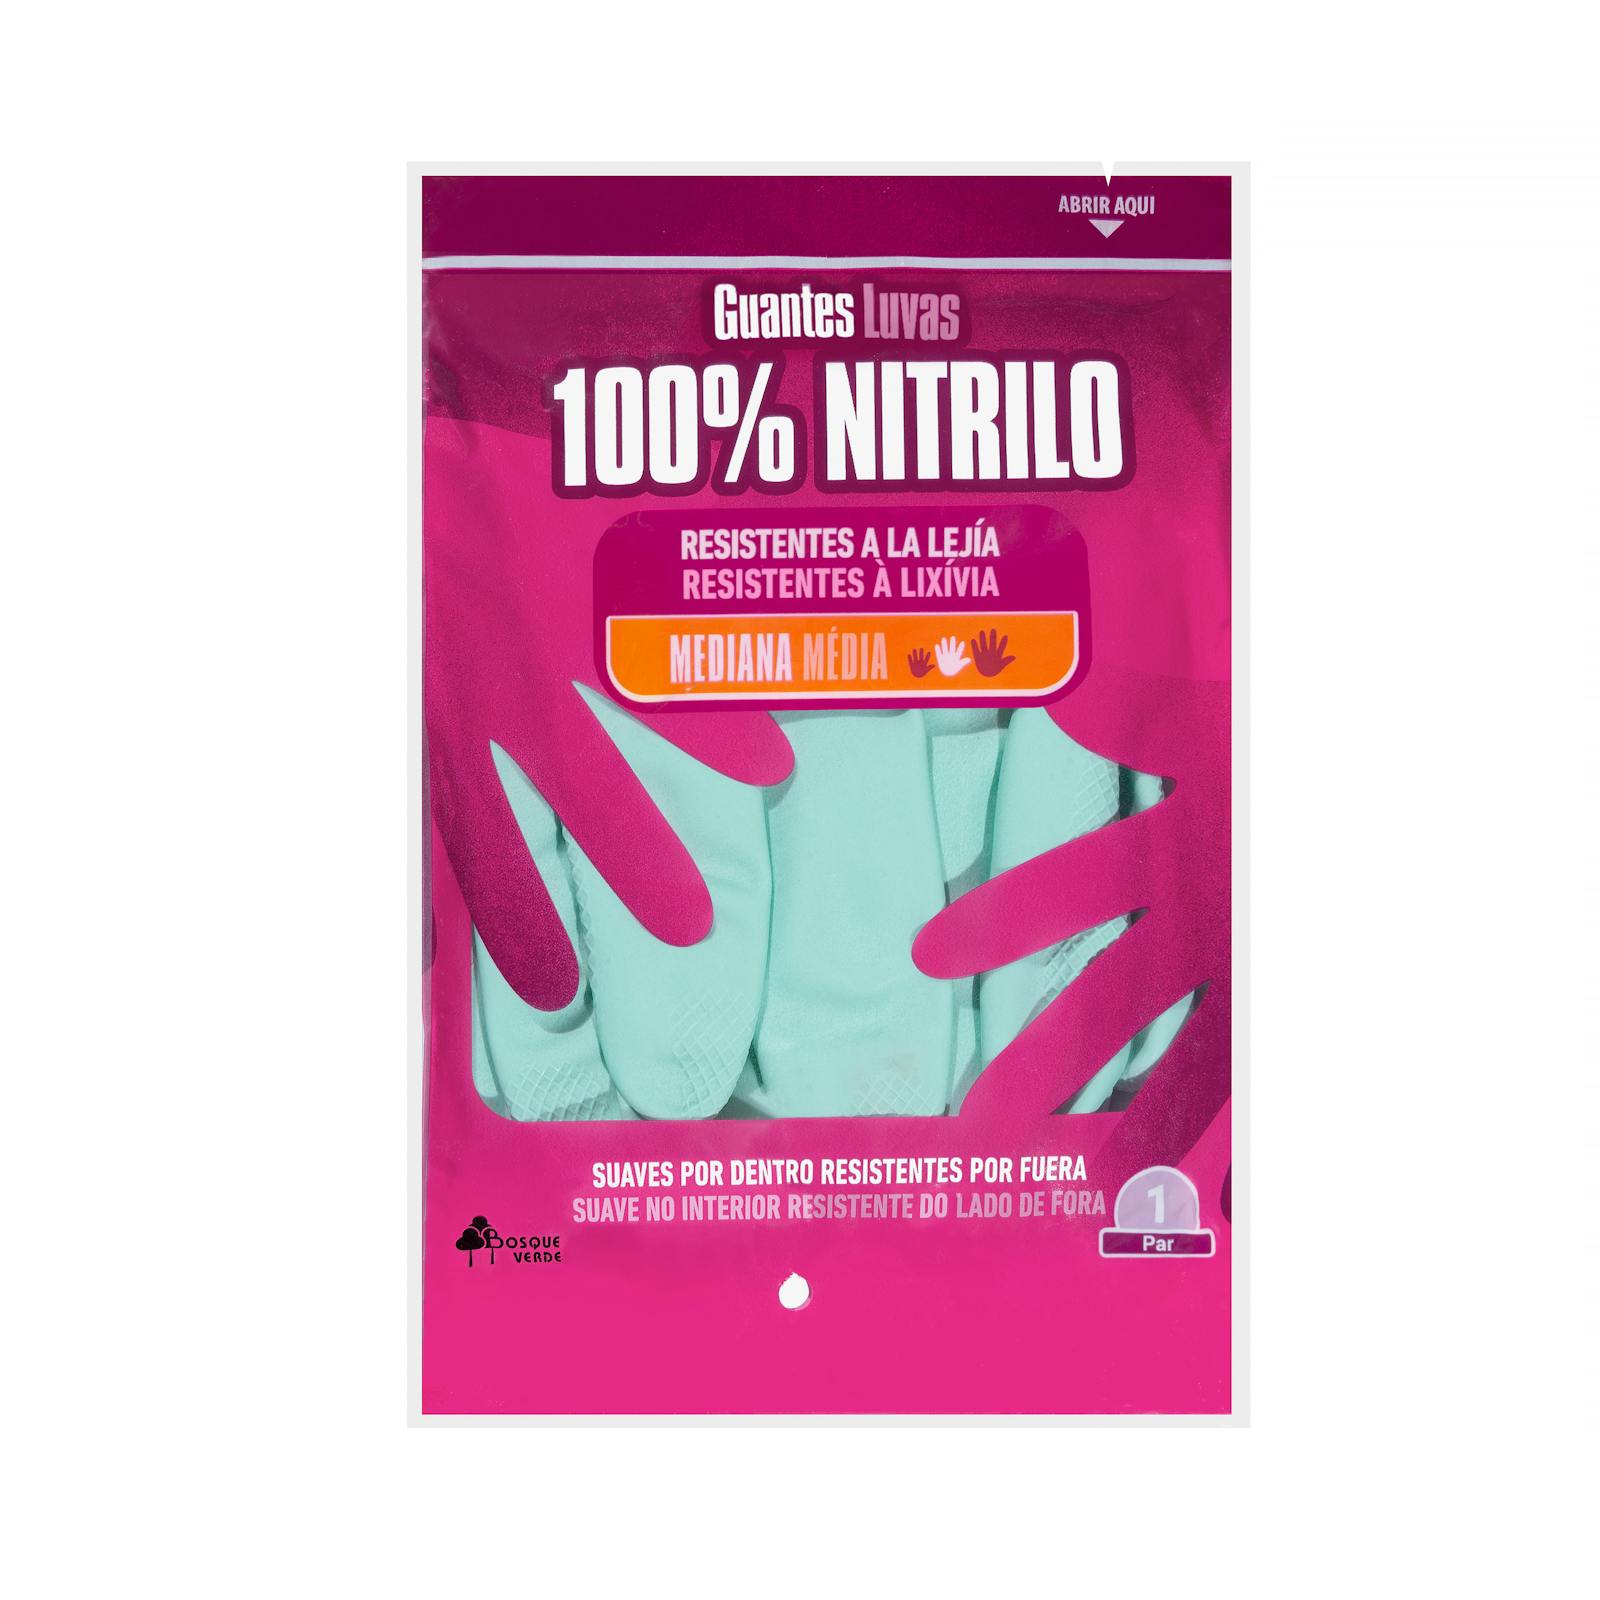 ABRIR AQUI
Guantes Luvas
100% NITRILO
RESISTENTES A LA LEJÍA
RESISTENTES À LIXÍVIA
MEDIANA MÉDIA
SUAVES POR DENTRO RESISTENTES POR FUERA
SUAVE NO INTERIOR RESISTENTE DO LADO DE FORA
1
Par
BOSQUE
VERDE